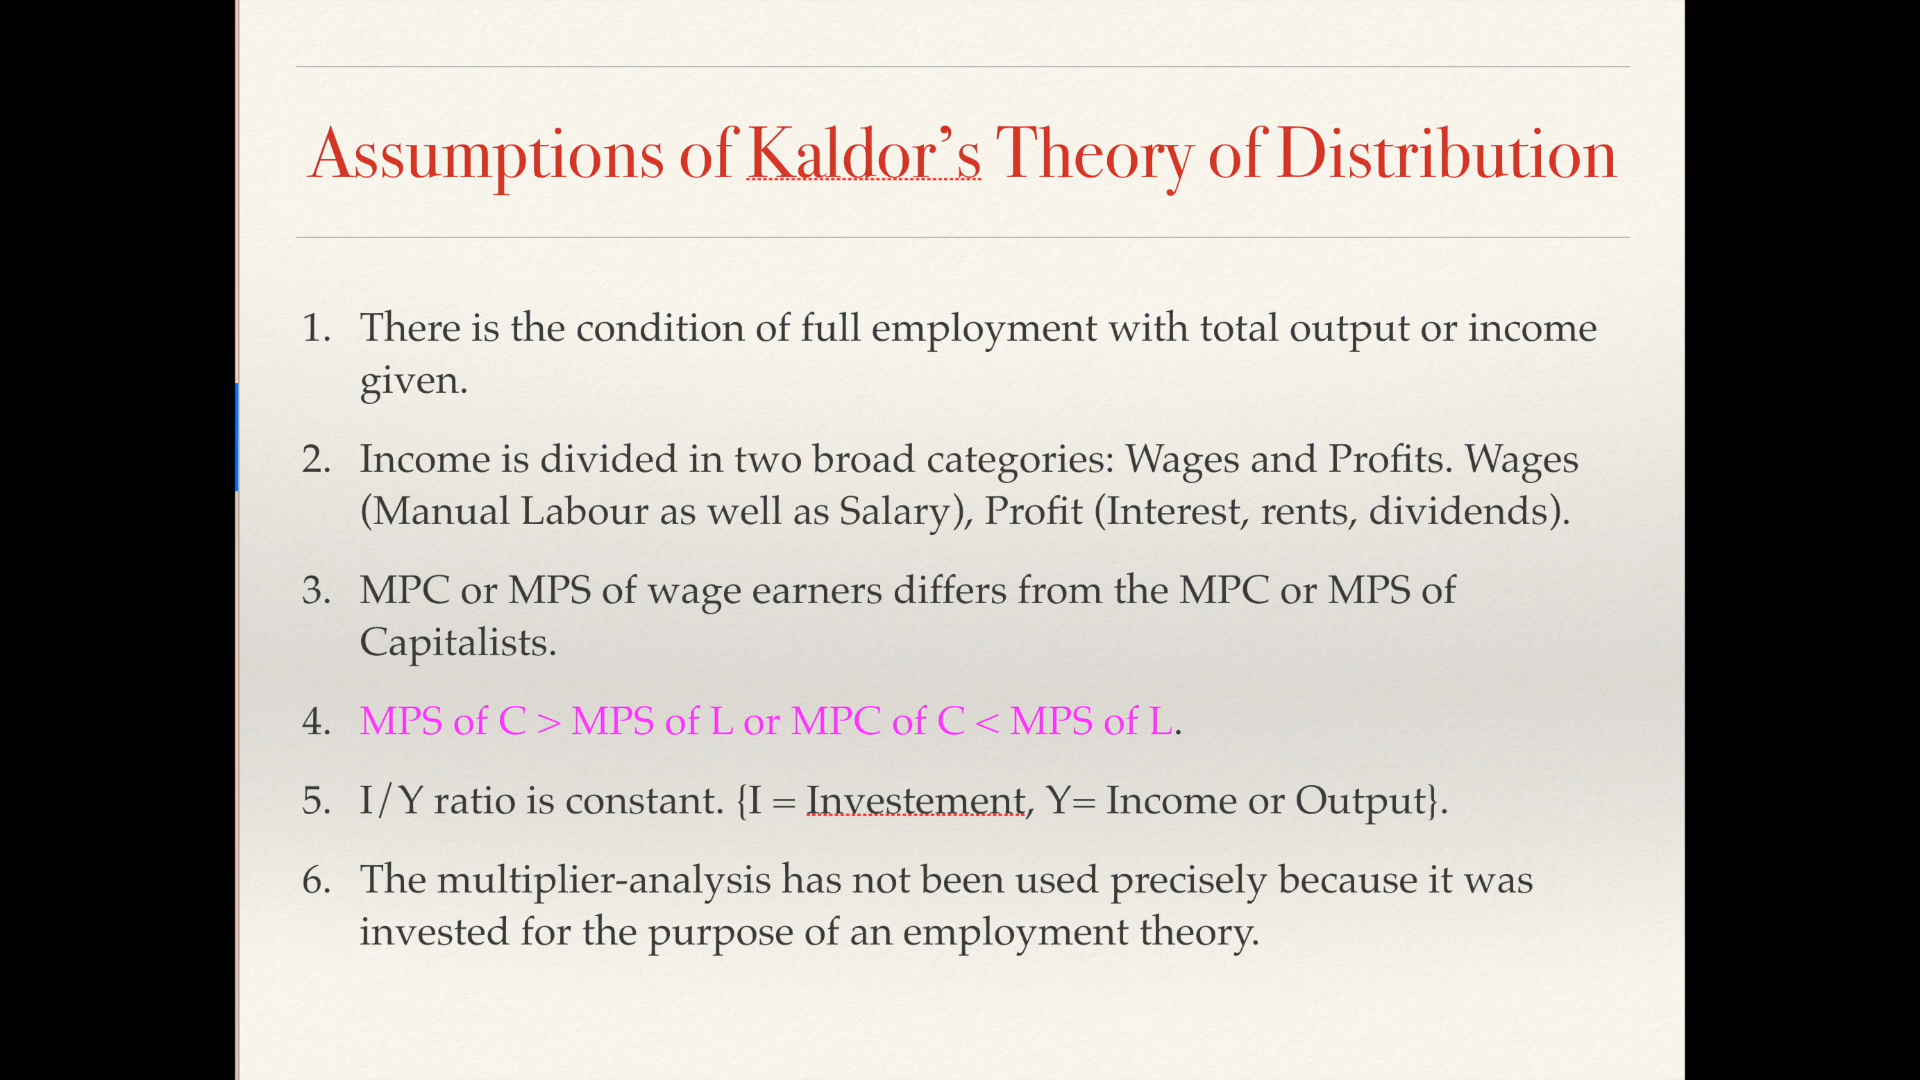 Assumptions of Kaldor’s Theory of Distribution
1. There is the condition of full employment with total output or income
given.
2. Income is divided in two broad categories: Wages and Profits. Wages
(Manual Labour as well as Salary), Profit (Interest, rents, dividends).
3. MPC or MPS of wage earners differs from the MPC or MPS of
Capitalists.
4. MPS of C > MPS of L or MPC of C < MPS of L.
5. I/Y ratio is constant. {I = Investement, Y= Income or Output}.
6. The multiplier-analysis has not been used precisely because it was
invested for the purpose of an employment theory.